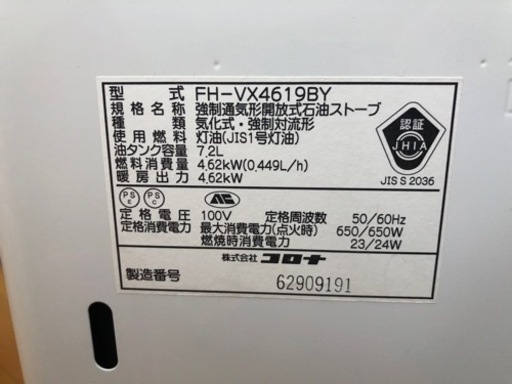 型式 FH-VX4619BY
規格名称 強制通気形開放式石油ストーブ
種類 気化式・強制対流形
使用燃料 灯油(JIS1号灯油)
油タンク容量 7.2L
燃料消費量 4.62kW(0.449L/h)
暖房出力 4.62kW
認証
JHIA
JIS S 2036
PS E PS C
定格電圧 100V 定格周波数 50/60Hz
定格消費電力 最大消費電力(点火時) 650/650W
燃焼時消費電力 23/24W
株式会社 コロナ
製造番号 62909191